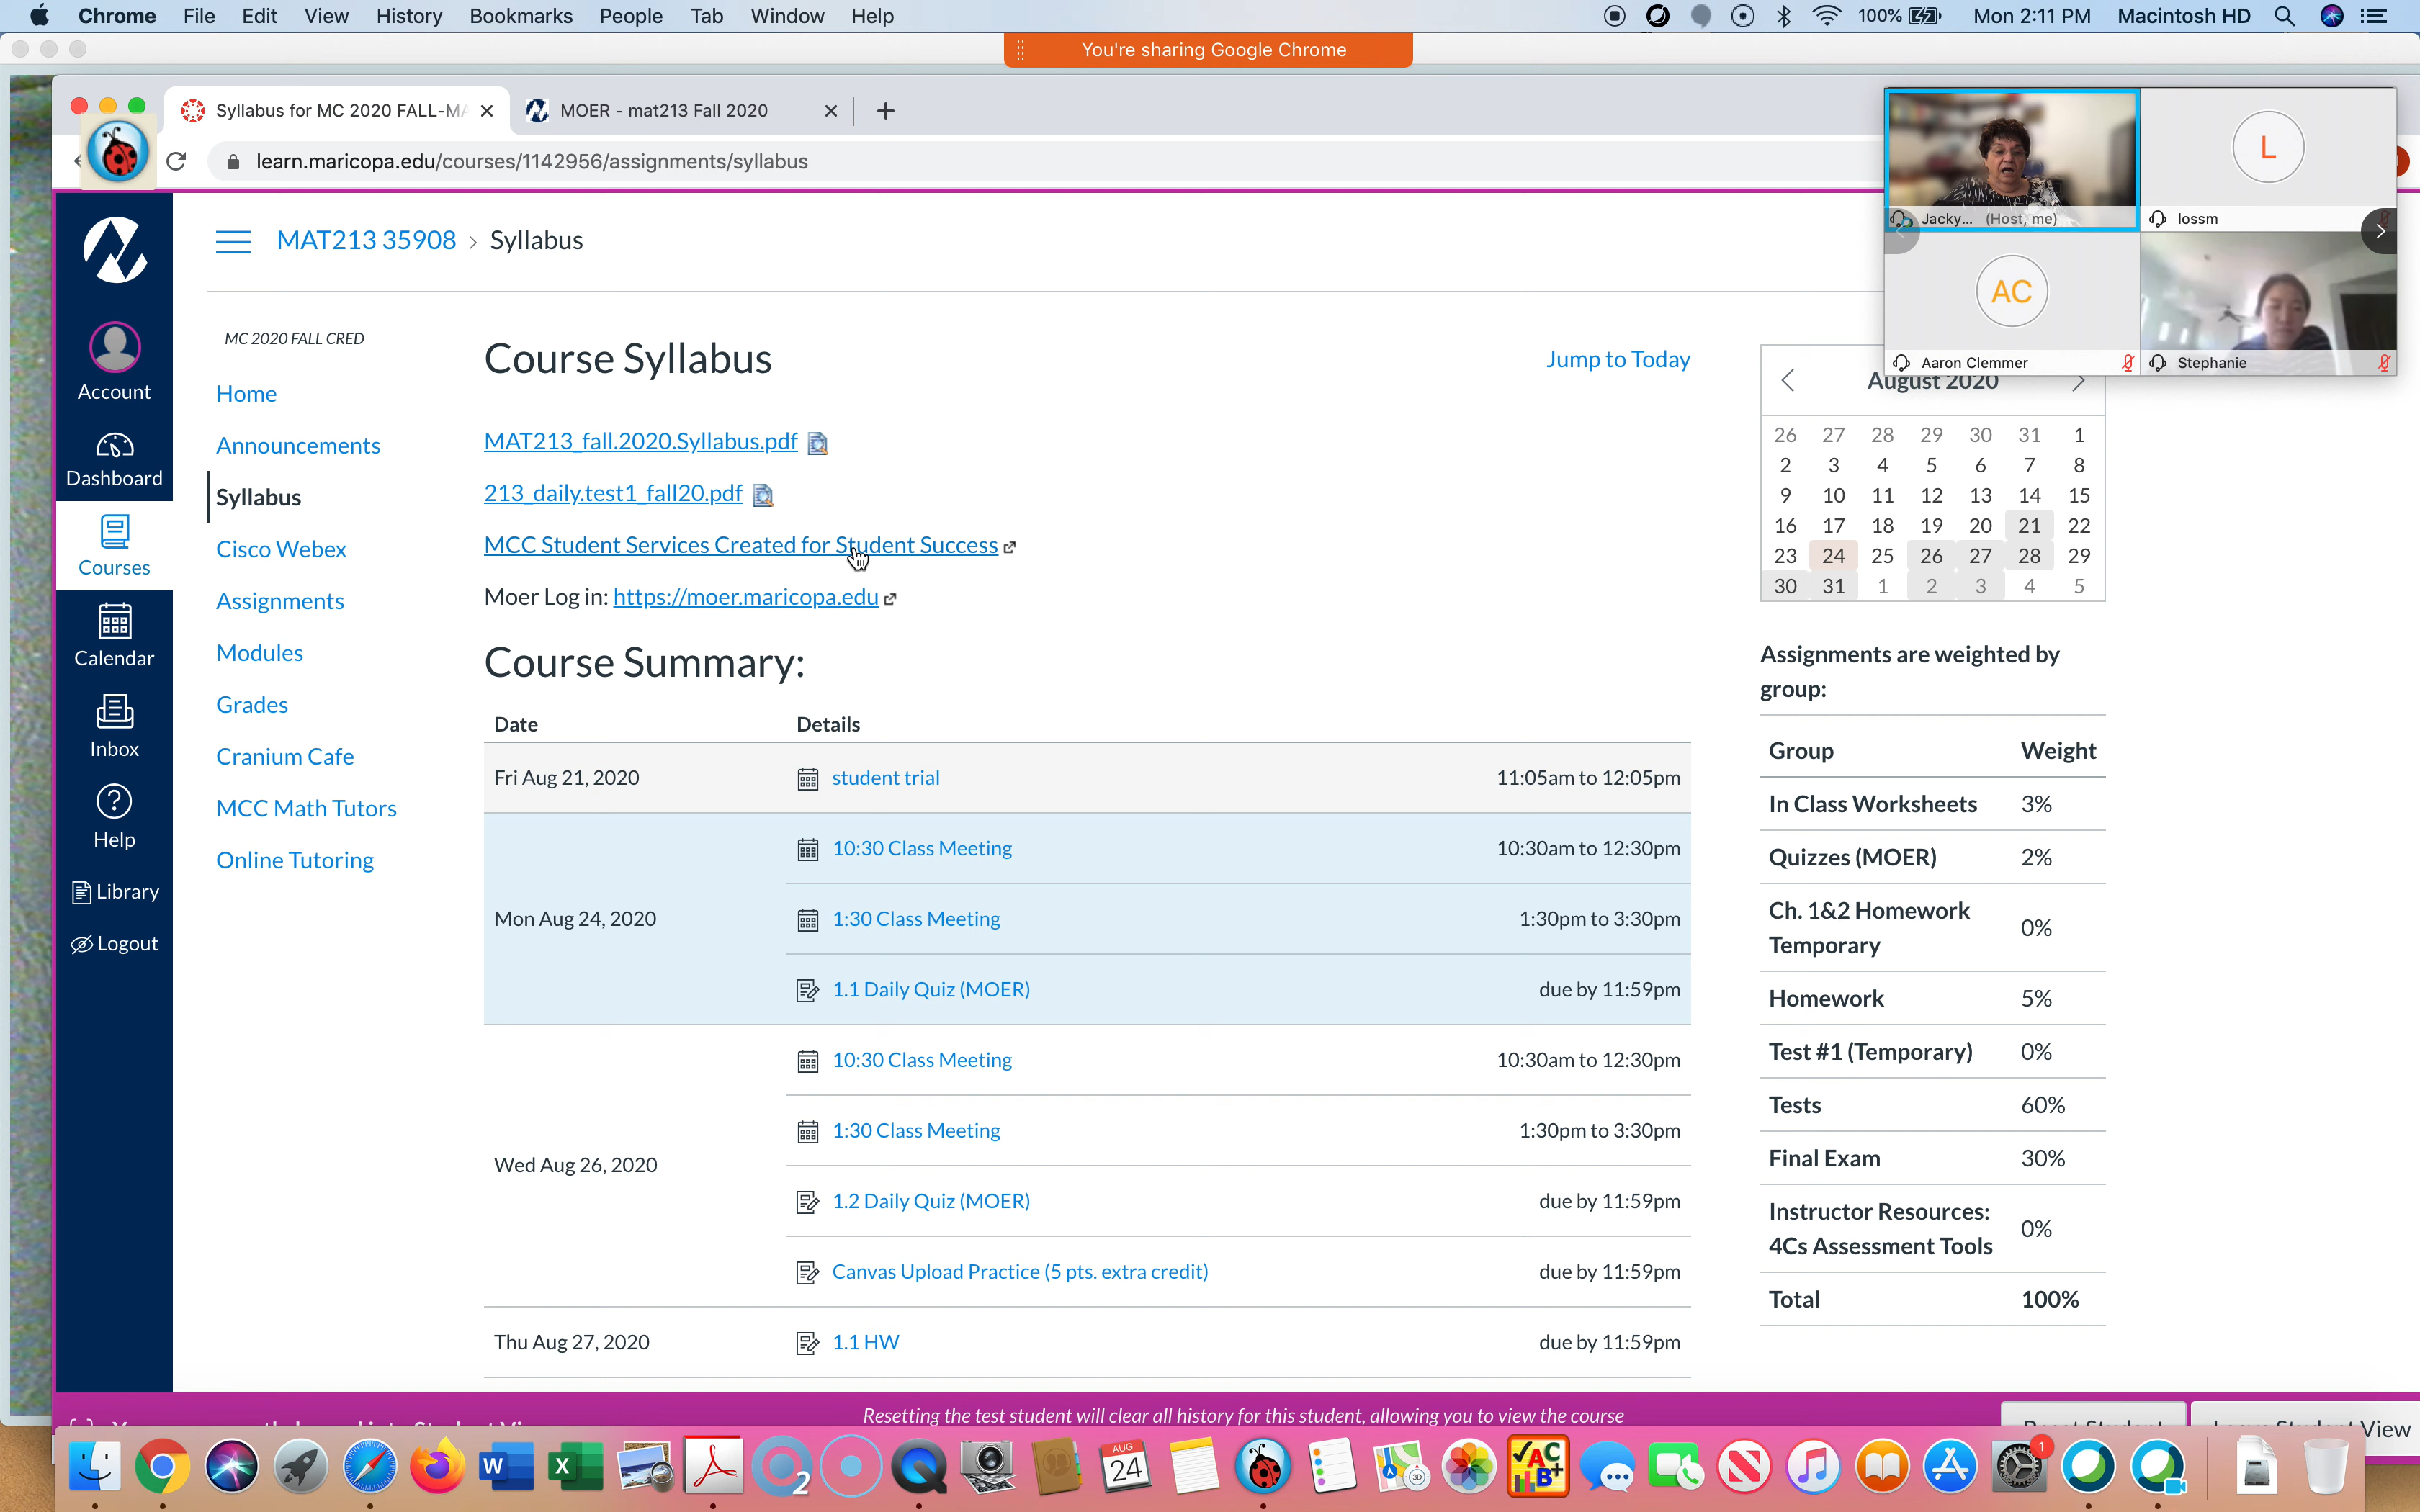 Chrome File Edit View History Bookmarks People Tab Window Help
100% Mon 2:11 PM Macintosh HD
You're sharing Google Chrome
Syllabus for MC 2020 FALL-MA
MOER - mat213 Fall 2020
learn.maricopa.edu/courses/1142956/assignments/syllabus
Jacky... (Host, me)
L
lossm
AC
Aaron Clemmer
Stephanie
MAT213 35908 > Syllabus
Account
Dashboard
Courses
Calendar
Inbox
Help
Library
Logout
MC 2020 FALL CRED
Home
Announcements
Syllabus
Cisco Webex
Assignments
Modules
Grades
Cranium Cafe
MCC Math Tutors
Online Tutoring
Course Syllabus
Jump to Today
MAT213_fall.2020.Syllabus.pdf
213_daily.test1_fall20.pdf
MCC Student Services Created for Student Success
Moer Log in: https://moer.maricopa.edu
Course Summary:
Date Details
Fri Aug 21, 2020 student trial 11:05am to 12:05pm
10:30 Class Meeting 10:30am to 12:30pm
Mon Aug 24, 2020 1:30 Class Meeting 1:30pm to 3:30pm
1.1 Daily Quiz (MOER) due by 11:59pm
10:30 Class Meeting 10:30am to 12:30pm
1:30 Class Meeting 1:30pm to 3:30pm
Wed Aug 26, 2020
1.2 Daily Quiz (MOER) due by 11:59pm
Canvas Upload Practice (5 pts. extra credit) due by 11:59pm
Thu Aug 27, 2020 1.1 HW due by 11:59pm
August 2020
26 27 28 29 30 31 1
2 3 4 5 6 7 8
9 10 11 12 13 14 15
16 17 18 19 20 21 22
23 24 25 26 27 28 29
30 31 1 2 3 4 5
Assignments are weighted by
group:
Group Weight
In Class Worksheets 3%
Quizzes (MOER) 2%
Ch. 1&2 Homework
Temporary 0%
Homework 5%
Test #1 (Temporary) 0%
Tests 60%
Final Exam 30%
Instructor Resources:
4Cs Assessment Tools 0%
Total 100%
Resetting the test student will clear all history for this student, allowing you to view the course
View
W
X
2
AUG
24
3D
AC
B+
1